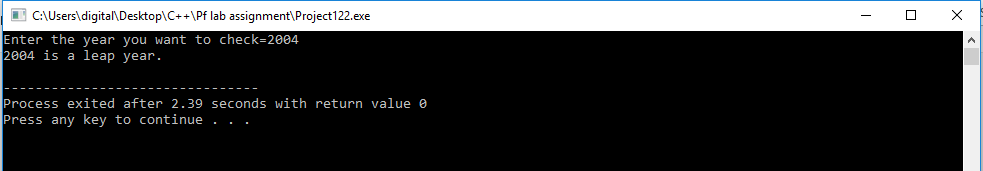 C:\Users\digital\Desktop\C++\Pf lab assignment\Project122.exe
Enter the year you want to check=2004
2004 is a leap year.
--------------------------------
Process exited after 2.39 seconds with return value 0
Press any key to continue . . .